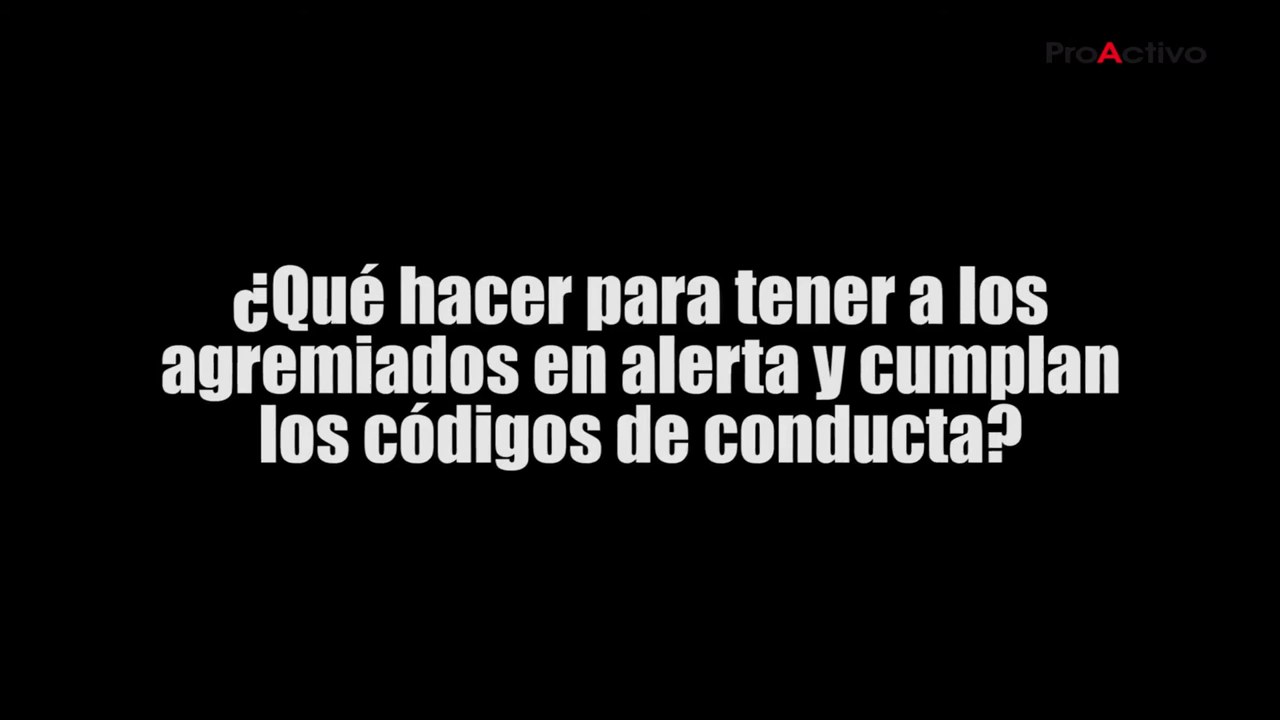 ProActivo
¿Qué hacer para tener a los
agremiados en alerta y cumplan
los códigos de conducta?